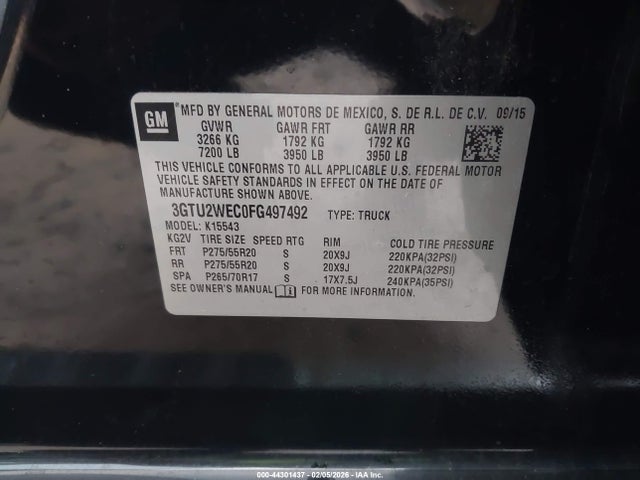 GM ® MFD BY GENERAL MOTORS DE MEXICO, S. DE R.L. DE C.V. 09/15
GVWR GAWR FRT GAWR RR
3266 KG 1792 KG 1792 KG
7200 LB 3950 LB 3950 LB
THIS VEHICLE CONFORMS TO ALL APPLICABLE U.S. FEDERAL MOTOR
VEHICLE SAFETY STANDARDS IN EFFECT ON THE DATE OF
MANUFACTURE SHOWN ABOVE.
3GTU2WEC0FG497492 TYPE: TRUCK
MODEL: K15543
KG2V TIRE SIZE SPEED RTG RIM COLD TIRE PRESSURE
FRT P275/55R20 S 20X9J 220KPA(32PSI)
RR P275/55R20 S 20X9J 220KPA(32PSI)
SPA P265/70R17 S 17X7.5J 240KPA(35PSI)
SEE OWNER'S MANUAL i FOR MORE INFORMATION.
000-44301437 - 02/05/2026 - © IAA Inc.